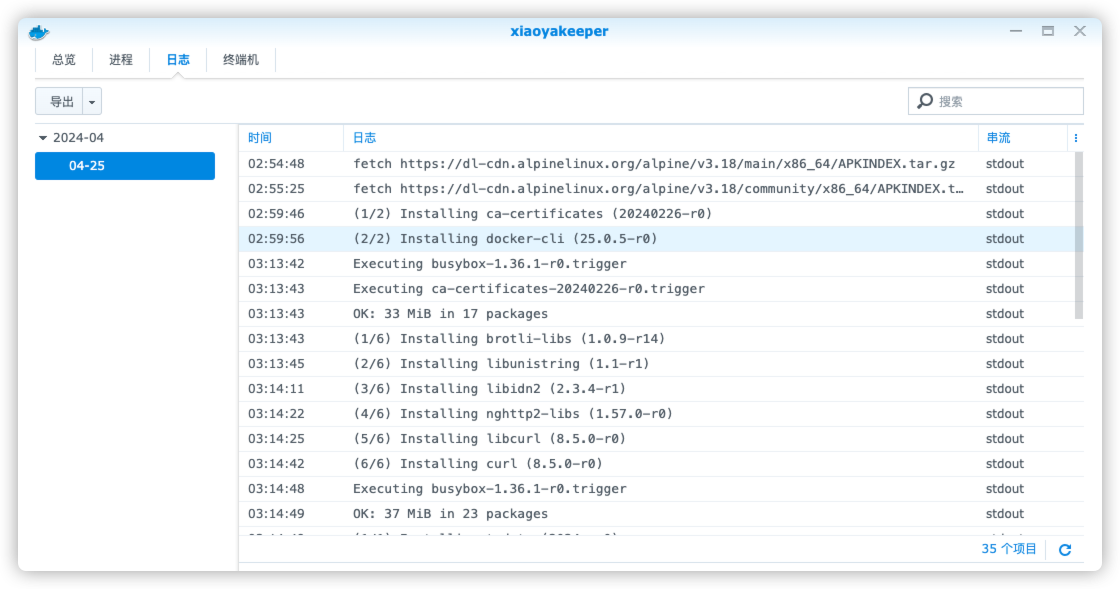 xiaoyakeeper
总览 进程 日志 终端机
导出 搜索
2024-04
04-25
时间 日志 串流
02:54:48 fetch https://dl-cdn.alpinelinux.org/alpine/v3.18/main/x86_64/APKINDEX.tar.gz stdout
02:55:25 fetch https://dl-cdn.alpinelinux.org/alpine/v3.18/community/x86_64/APKINDEX.t... stdout
02:59:46 (1/2) Installing ca-certificates (20240226-r0) stdout
02:59:56 (2/2) Installing docker-cli (25.0.5-r0) stdout
03:13:42 Executing busybox-1.36.1-r0.trigger stdout
03:13:43 Executing ca-certificates-20240226-r0.trigger stdout
03:13:43 OK: 33 MiB in 17 packages stdout
03:13:43 (1/6) Installing brotli-libs (1.0.9-r14) stdout
03:13:45 (2/6) Installing libunistring (1.1-r1) stdout
03:14:11 (3/6) Installing libidn2 (2.3.4-r1) stdout
03:14:22 (4/6) Installing nghttp2-libs (1.57.0-r0) stdout
03:14:25 (5/6) Installing libcurl (8.5.0-r0) stdout
03:14:42 (6/6) Installing curl (8.5.0-r0) stdout
03:14:48 Executing busybox-1.36.1-r0.trigger stdout
03:14:49 OK: 37 MiB in 23 packages stdout
35 个项目